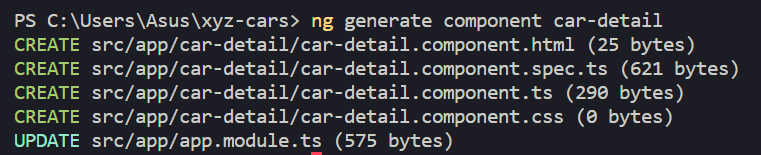 PS C:\Users\Asus\xyz-cars> ng generate component car-detail
CREATE src/app/car-detail/car-detail.component.html (25 bytes)
CREATE src/app/car-detail/car-detail.component.spec.ts (621 bytes)
CREATE src/app/car-detail/car-detail.component.ts (290 bytes)
CREATE src/app/car-detail/car-detail.component.css (0 bytes)
UPDATE src/app/app.module.ts (575 bytes)